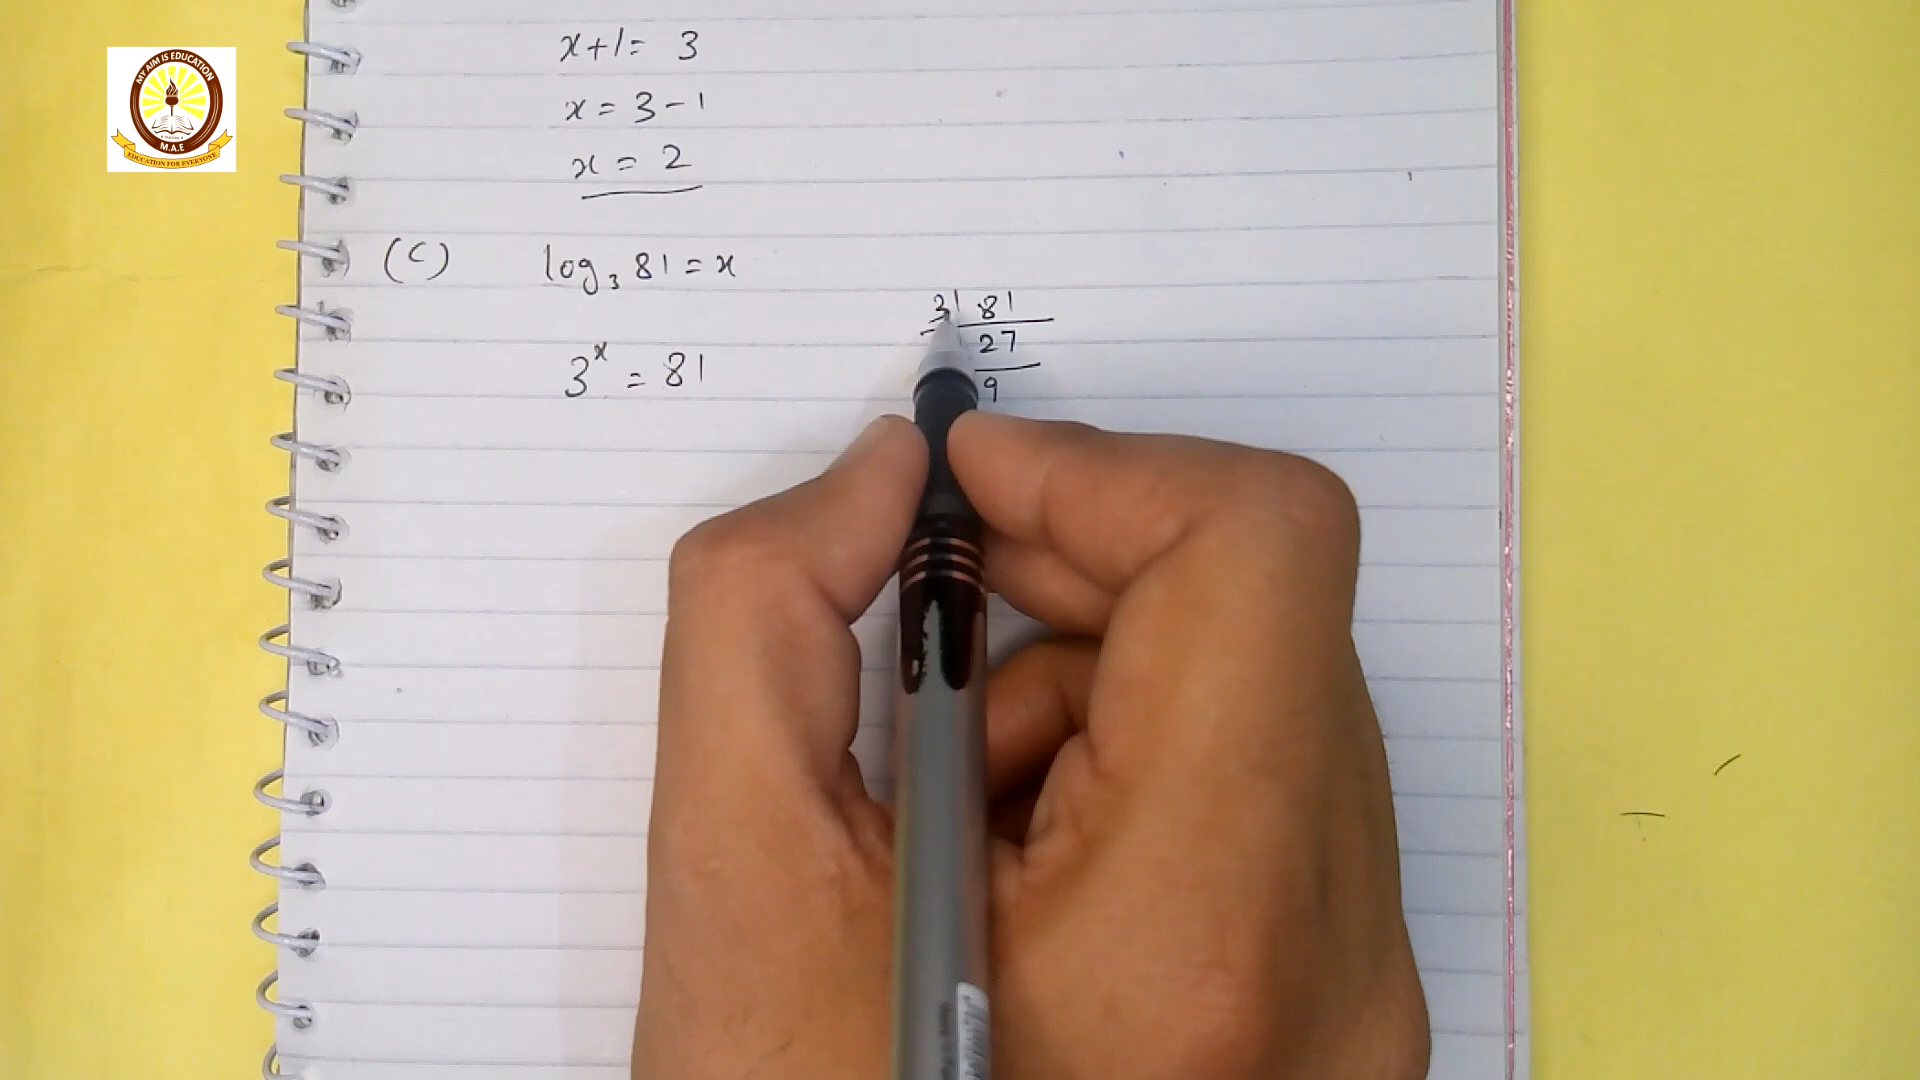 MY AIM IS EDUCATION
M.A.E
EDUCATION FOR EVERYONE
x+1= 3
x = 3-1
x = 2
(C) log₃ 81 = x
3ˣ = 81
3 | 81
27
9